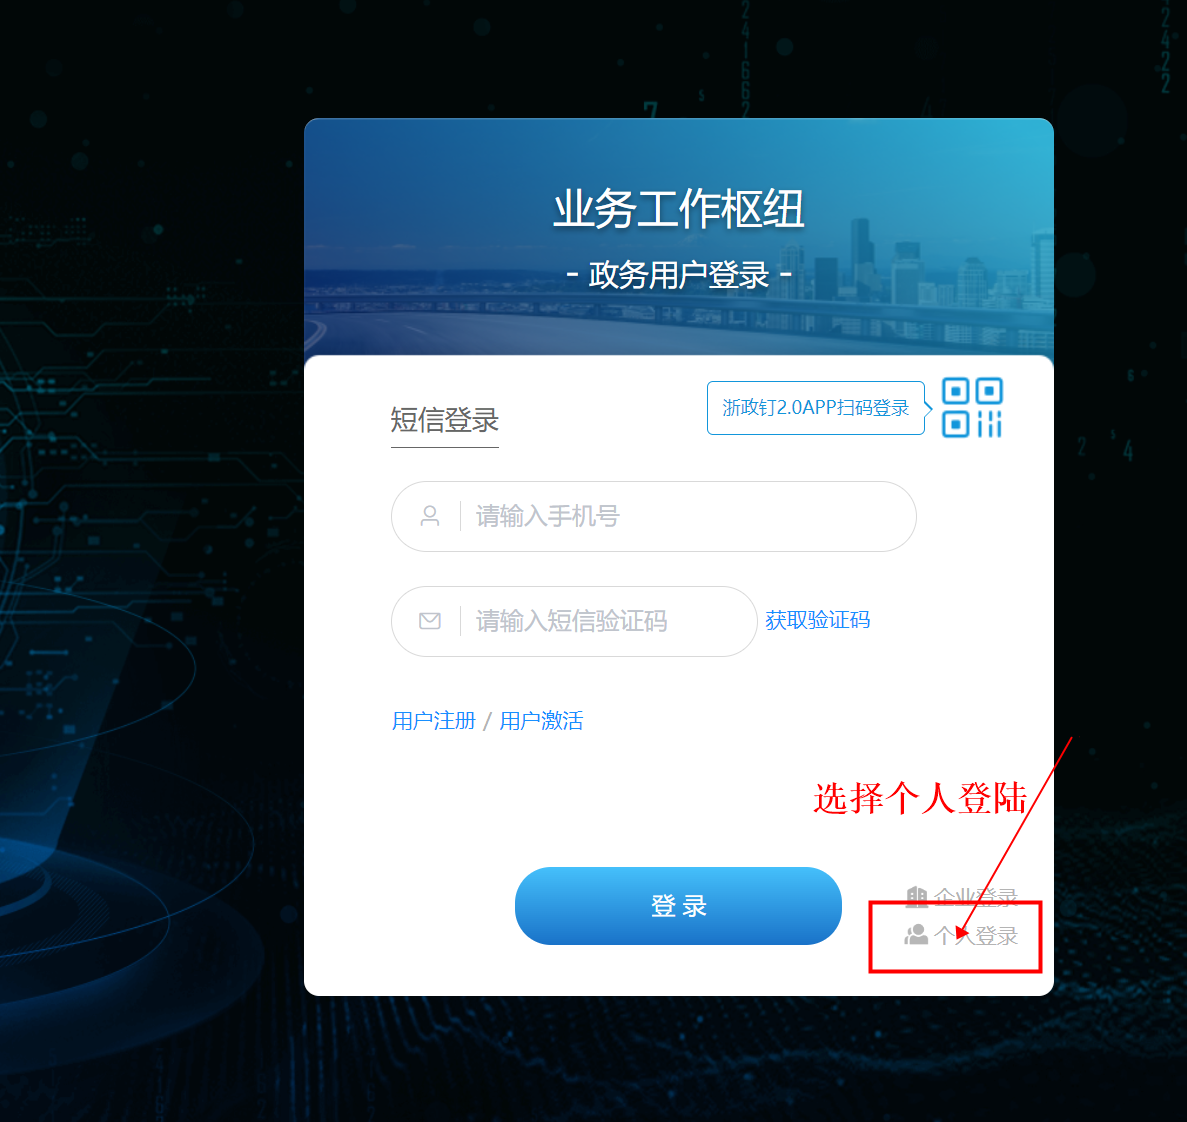 业务工作枢纽
- 政务用户登录 -
短信登录
浙政钉2.0APP扫码登录
请输入手机号
请输入短信验证码
获取验证码
用户注册 / 用户激活
选择个人登陆
登 录
企业登录
个人登录